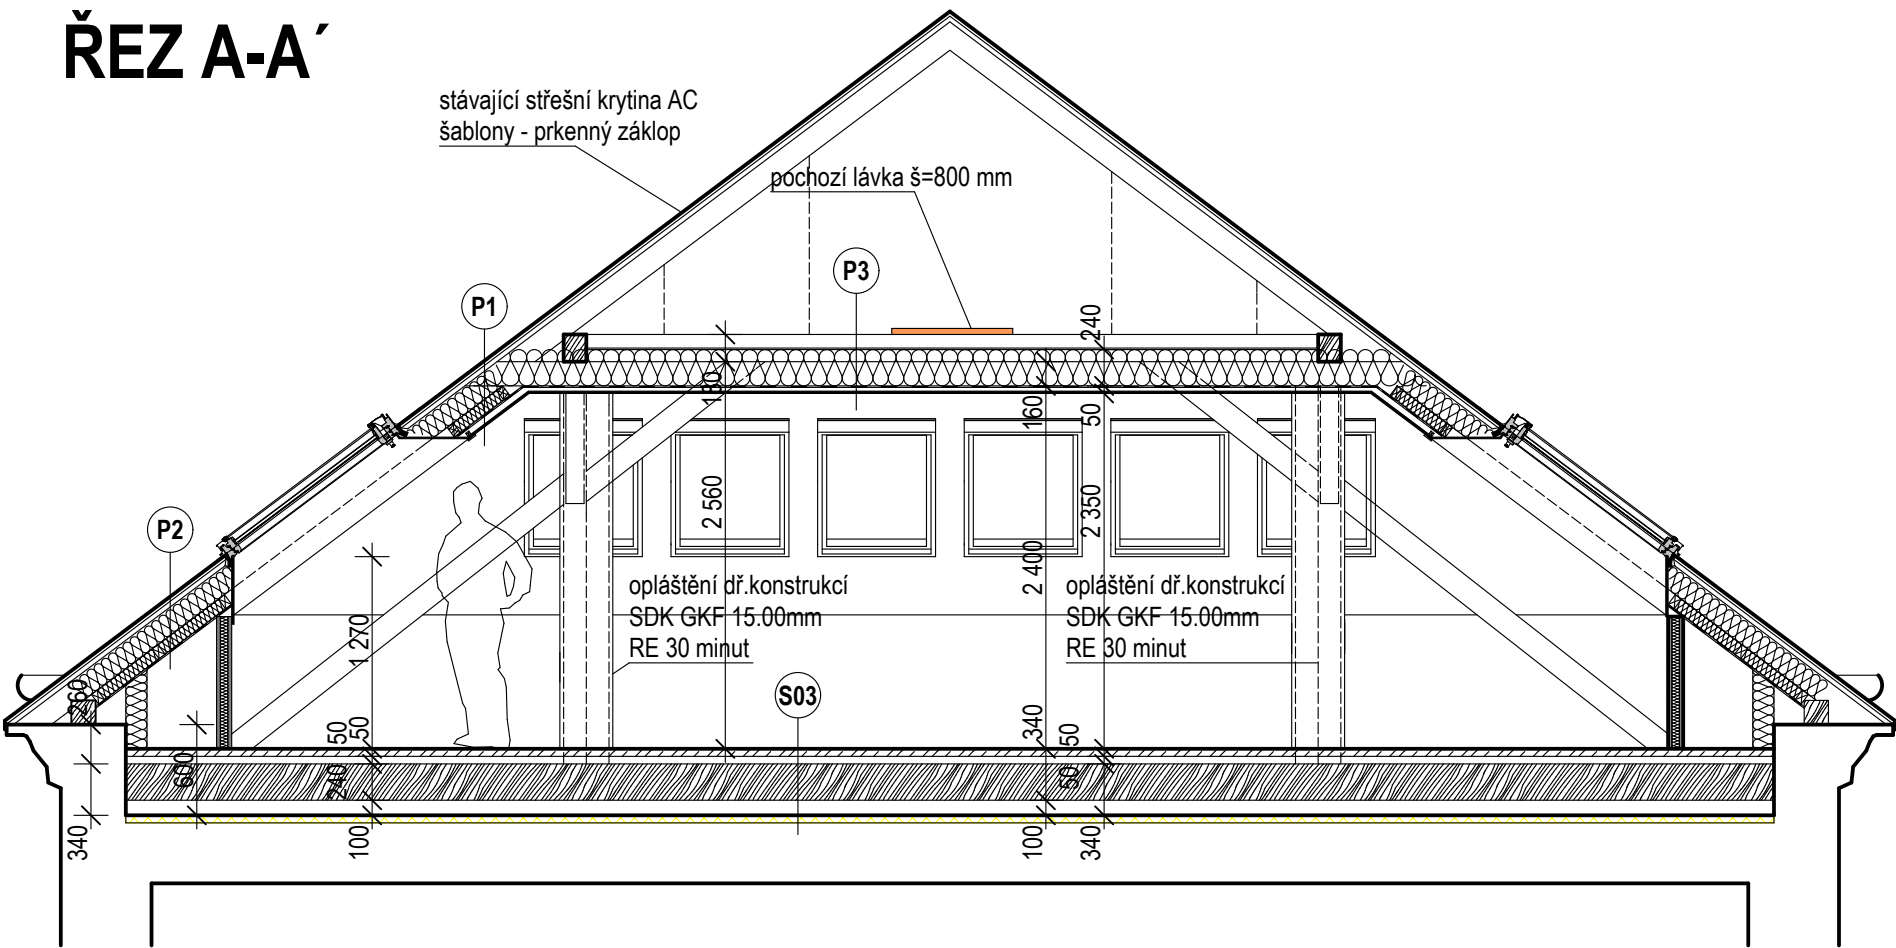 ŘEZ A-A´
stávající střešní krytina AC
šablony - prkenný záklop
pochozí lávka š=800 mm
P3
P1
240
180
160
50
2 560
2 350
P2
2 400
opláštění dř.konstrukcí
SDK GKF 15.00mm
RE 30 minut
opláštění dř.konstrukcí
SDK GKF 15.00mm
RE 30 minut
1 270
S03
260
50
50
340
50
600
240
50
340
100
100
340